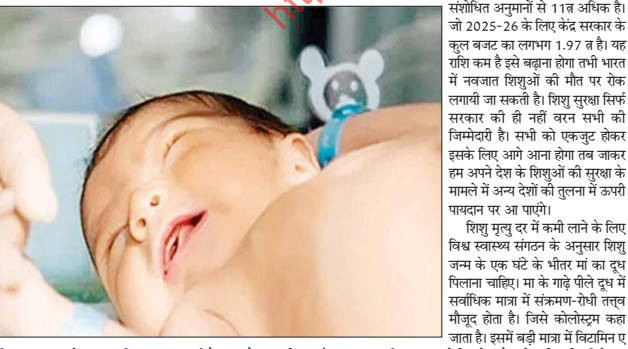 संशोधित अनुमानों से 11त्न अधिक है।
जो 2025-26 के लिए केंद्र सरकार के
कुल बजट का लगभग 1.97 त्न है। यह
राशि कम है इसे बढ़ाना होगा तभी भारत
में नवजात शिशुओं की मौत पर रोक
लगायी जा सकती है। शिशु सुरक्षा सिर्फ
सरकार की ही नहीं वरन सभी की
जिम्मेदारी है। सभी को एकजुट होकर
इसके लिए आगे आना होगा तब जाकर
हम अपने देश के शिशुओं की सुरक्षा के
मामले में अन्य देशों की तुलना में ऊपरी
पायदान पर आ पाएंगे।
शिशु मृत्यु दर में कमी लाने के लिए
विश्व स्वास्थ्य संगठन के अनुसार शिशु
जन्म के एक घंटे के भीतर मां का दूध
पिलाना चाहिए। मा के गाढ़े पीले दूध में
सर्वाधिक मात्रा में संक्रमण-रोधी तत्त्व
मौजूद होता है। जिसे कोलोस्ट्रम कहा
जाता है। इसमें बड़ी मात्रा में विटामिन ए